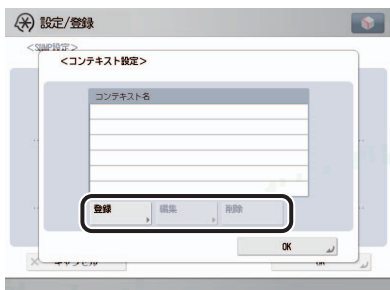 設定/登録
<SNMP設定>
<コンテキスト設定>
コンテキスト名
登録
編集
削除
OK
キャンセル
OK